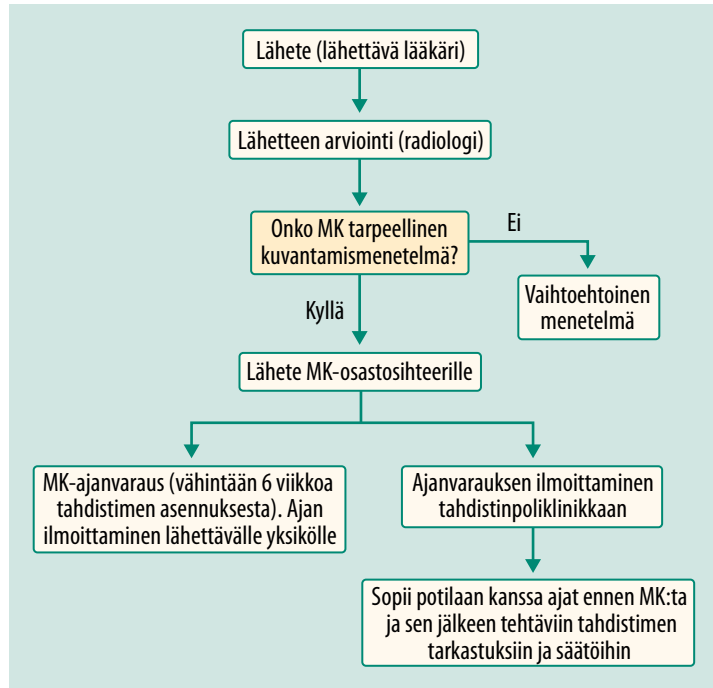 Lähete (lähettävä lääkäri)
Lähetteen arviointi (radiologi)
Onko MK tarpeellinen
kuvantamismenetelmä?
Ei
Vaihtoehtoinen
menetelmä
Kyllä
Lähete MK-osastosihteerille
MK-ajanvaraus (vähintään 6 viikkoa
tahdistimen asennuksesta). Ajan
ilmoittaminen lähettävälle yksikölle
Ajanvarauksen ilmoittaminen
tahdistinpoliklinikkaan
Sopii potilaan kanssa ajat ennen MK:ta
ja sen jälkeen tehtäviin tahdistimen
tarkastuksiin ja säätöihin